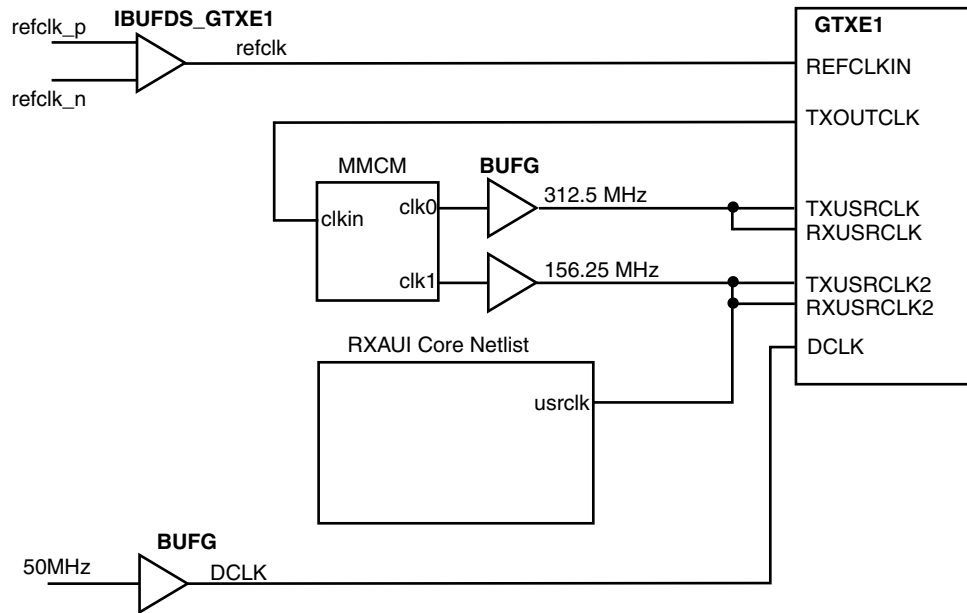 IBUFDS_GTXE1
refclk_p
refclk
refclk_n
GTXE1
REFCLKIN
TXOUTCLK
MMCM
BUFG
clkin
clk0
312.5 MHz
TXUSRCLK
RXUSRCLK
clk1
156.25 MHz
TXUSRCLK2
RXUSRCLK2
RXAUI Core Netlist
DCLK
usrclk
BUFG
50MHz
DCLK